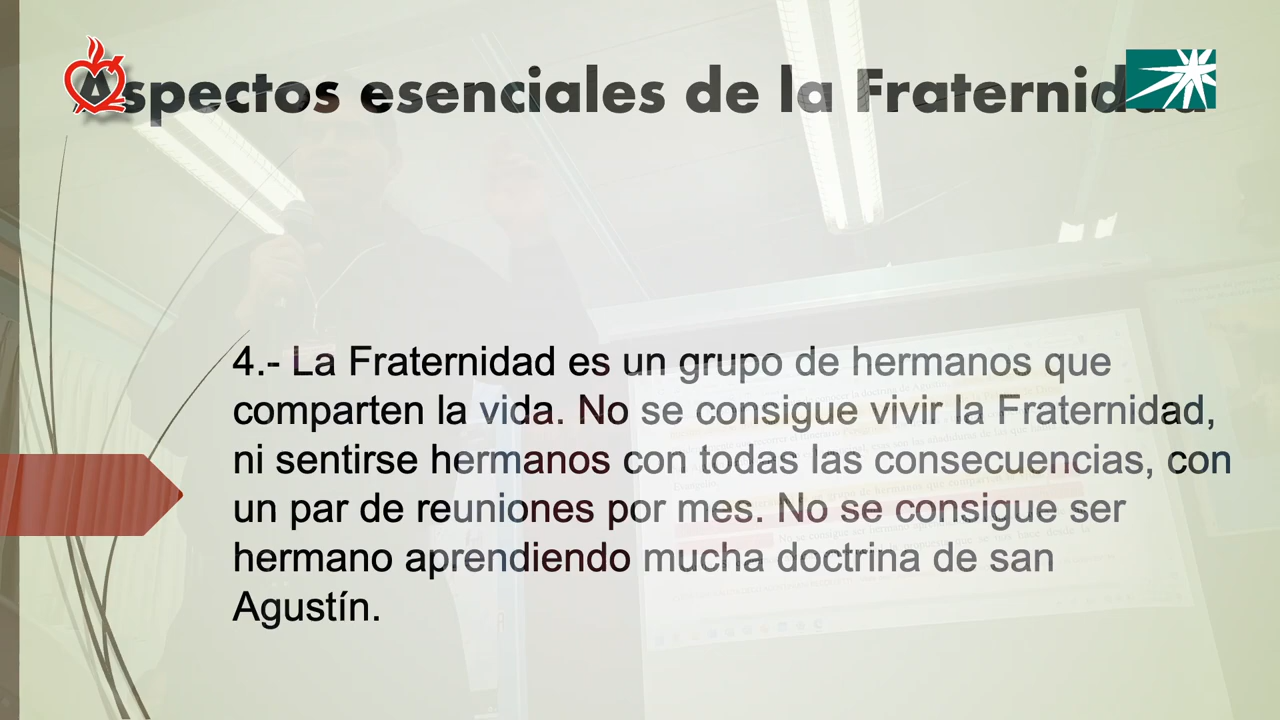 Aspectos esenciales de la Fraternidad
4.- La Fraternidad es un grupo de hermanos que
comparten la vida. No se consigue vivir la Fraternidad,
ni sentirse hermanos con todas las consecuencias, con
un par de reuniones por mes. No se consigue ser
hermano aprendiendo mucha doctrina de san
Agustín.